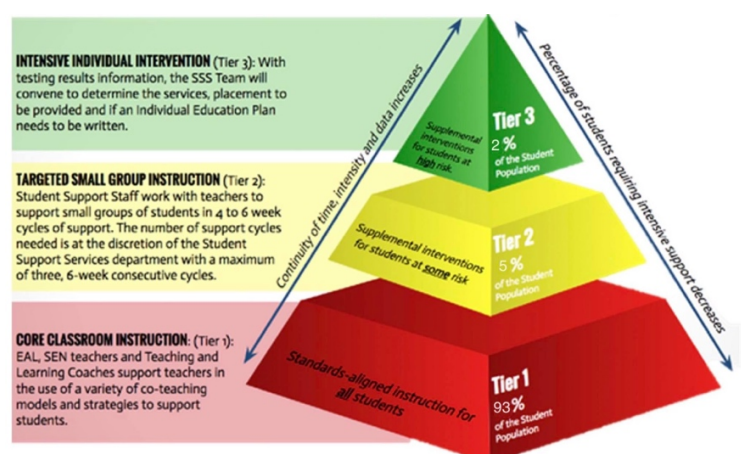 INTENSIVE INDIVIDUAL INTERVENTION (Tier 3): With
testing results information, the SSS Team will
convene to determine the services, placement to
be provided and if an Individual Education Plan
needs to be written.
TARGETED SMALL GROUP INSTRUCTION (Tier 2):
Student Support Staff work with teachers to
support small groups of students in 4 to 6 week
cycles of support. The number of support cycles
needed is at the discretion of the Student
Support Services department with a maximum
of three, 6-week consecutive cycles.
CORE CLASSROOM INSTRUCTION: (Tier 1):
EAL, SEN teachers and Teaching and
Learning Coaches support teachers in
the use of a variety of co-teaching
models and strategies to support
students.
Continuity of time, intensity and data increases
Supplemental
interventions
for students at
high risk.
Tier 3
2 %
of the Student
Population
Supplemental interventions
for students at some risk
Tier 2
5 %
of the Student
Population
Standards-aligned instruction for
all students
Tier 1
93%
of the Student
Population
Percentage of students requiring intensive support decreases